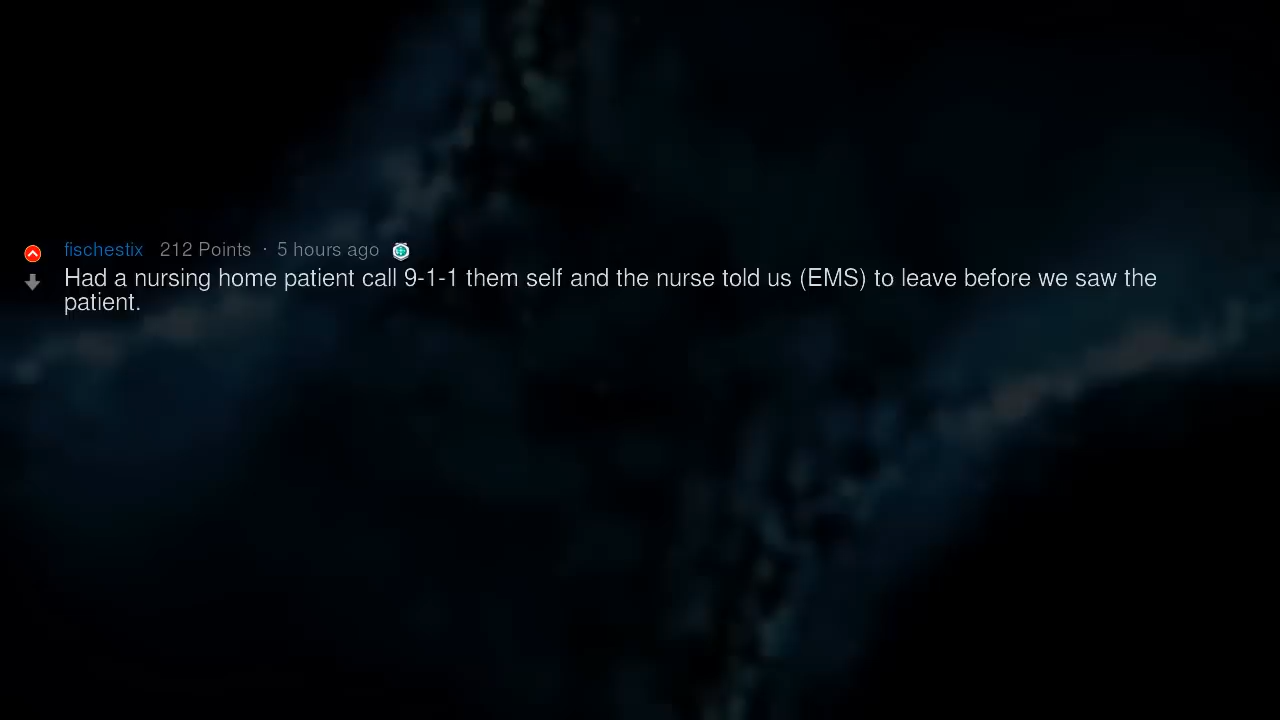 fischestix 212 Points · 5 hours ago
Had a nursing home patient call 9-1-1 them self and the nurse told us (EMS) to leave before we saw the
patient.